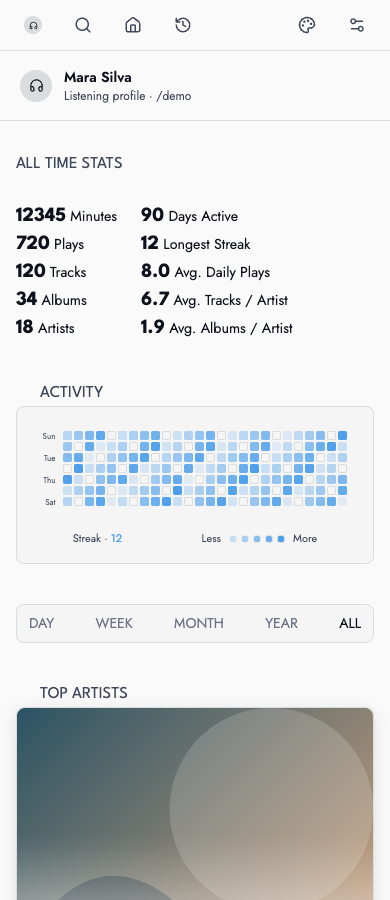 Mara Silva
Listening profile · /demo
ALL TIME STATS
12345 Minutes
90 Days Active
720 Plays
12 Longest Streak
120 Tracks
8.0 Avg. Daily Plays
34 Albums
6.7 Avg. Tracks / Artist
18 Artists
1.9 Avg. Albums / Artist
ACTIVITY
Sun
Tue
Thu
Sat
Streak · 12
Less
More
DAY WEEK MONTH YEAR ALL
TOP ARTISTS